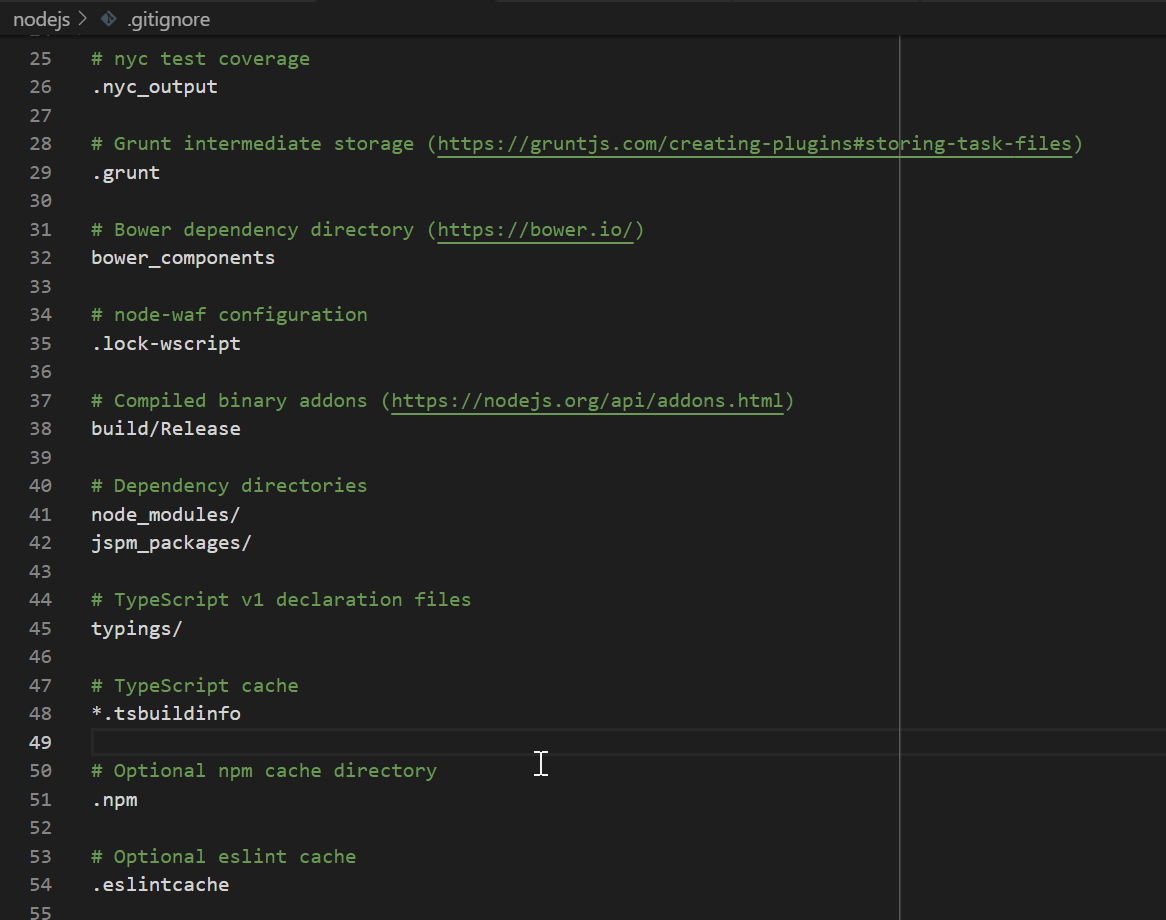 nodejs > .gitignore
25 # nyc test coverage
26 .nyc_output
27
28 # Grunt intermediate storage (https://gruntjs.com/creating-plugins#storing-task-files)
29 .grunt
30
31 # Bower dependency directory (https://bower.io/)
32 bower_components
33
34 # node-waf configuration
35 .lock-wscript
36
37 # Compiled binary addons (https://nodejs.org/api/addons.html)
38 build/Release
39
40 # Dependency directories
41 node_modules/
42 jspm_packages/
43
44 # TypeScript v1 declaration files
45 typings/
46
47 # TypeScript cache
48 *.tsbuildinfo
49
50 # Optional npm cache directory
51 .npm
52
53 # Optional eslint cache
54 .eslintcache
55